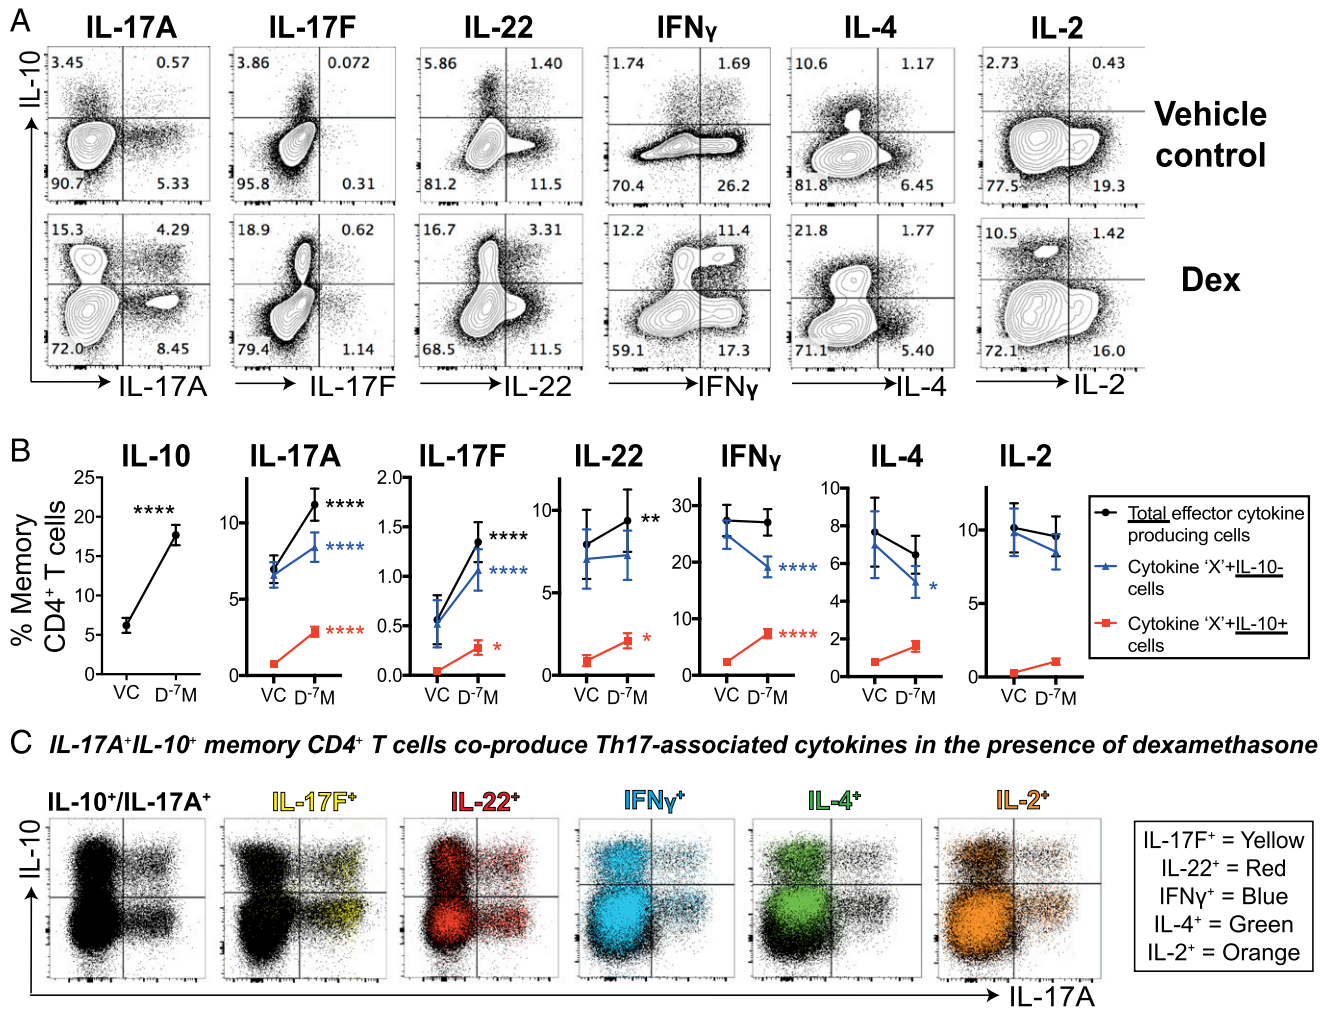 A
IL-17A IL-17F IL-22 IFNγ IL-4 IL-2
IL-10
3.45 0.57 3.86 0.072 5.86 1.40 1.74 1.69 10.6 1.17 2.73 0.43
Vehicle
control
90.7 5.33 95.8 0.31 81.2 11.5 70.4 26.2 81.8 6.45 77.5 19.3
15.3 4.29 18.9 0.62 16.7 3.31 12.2 11.4 21.8 1.77 10.5 1.42
Dex
72.0 8.45 79.4 1.14 68.5 11.5 59.1 17.3 71.1 5.40 72.1 16.0
IL-17A IL-17F IL-22 IFNγ IL-4 IL-2
B
IL-10 IL-17A IL-17F IL-22 IFNγ IL-4 IL-2
% Memory
CD4⁺ T cells
25
20
15
10
5
0
****
VC D⁻⁷M
10
5
0
****
****
****
VC D⁻⁷M
2.0
1.5
1.0
0.5
0.0
****
****
*
VC D⁻⁷M
10
5
0
**
*
VC D⁻⁷M
30
20
10
0
****
****
VC D⁻⁷M
10
8
6
4
2
0
*
VC D⁻⁷M
10
5
0
VC D⁻⁷M
Total effector cytokine
producing cells
Cytokine ‘X’+IL-10-
cells
Cytokine ‘X’+IL-10+
cells
C IL-17A⁺IL-10⁺ memory CD4⁺ T cells co-produce Th17-associated cytokines in the presence of dexamethasone
IL-10⁺/IL-17A⁺ IL-17F⁺ IL-22⁺ IFNγ⁺ IL-4⁺ IL-2⁺
IL-10
IL-17F⁺ = Yellow
IL-22⁺ = Red
IFNγ⁺ = Blue
IL-4⁺ = Green
IL-2⁺ = Orange
IL-17A